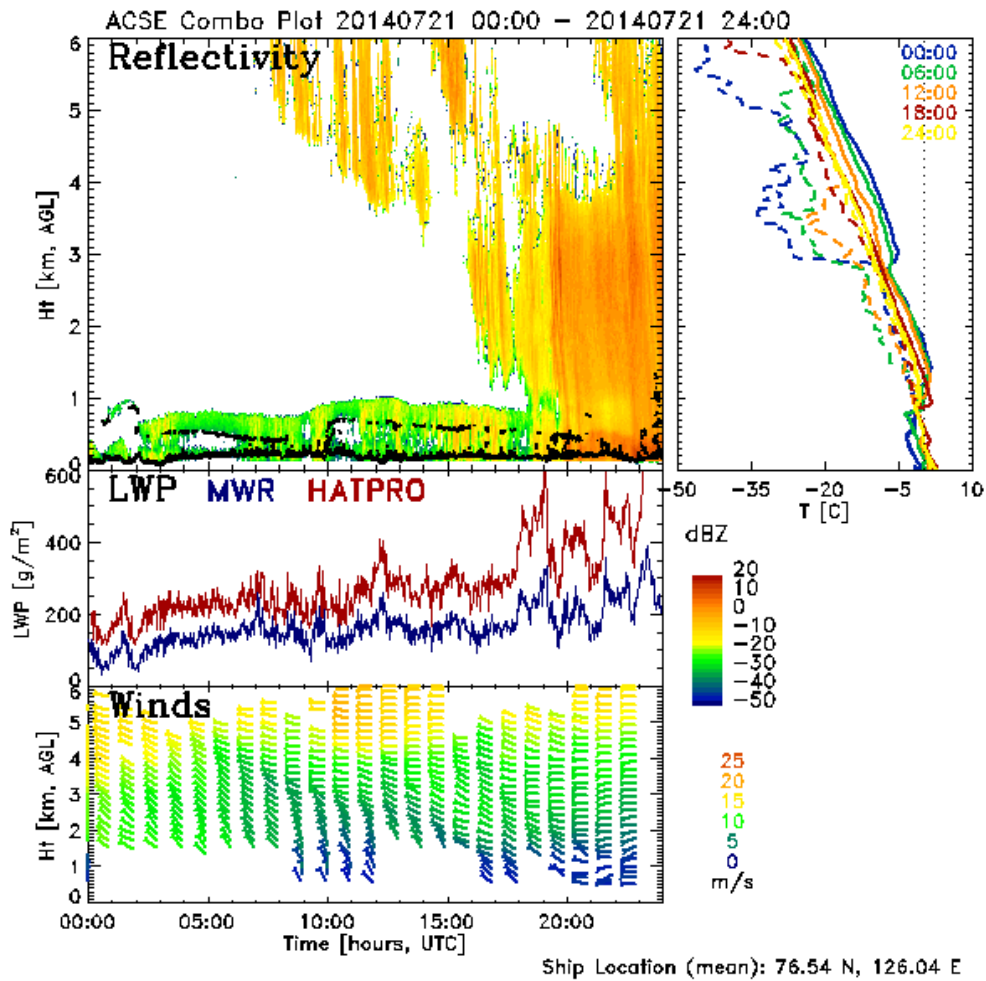 ACSE Combo Plot 20140721 00:00 - 20140721 24:00
Reflectivity
Ht [km, AGL]
6
5
4
3
2
1
0
00:00
06:00
12:00
18:00
24:00
-50 -35 -20 -5 10
T [C]
LWP MWR HATPRO
LWP [g/m²]
600
400
200
0
dBZ
20
10
0
-10
-20
-30
-40
-50
Winds
Ht [km, AGL]
6
5
4
3
2
1
0
25
20
15
10
5
0
m/s
00:00 05:00 10:00 15:00 20:00
Time [hours, UTC]
Ship Location (mean): 76.54 N, 126.04 E